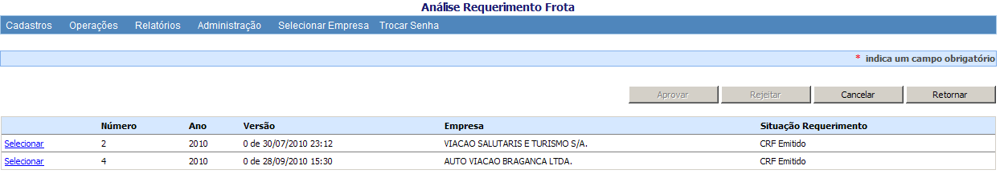 Análise Requerimento Frota
Cadastros Operações Relatórios Administração Selecionar Empresa Trocar Senha
* indica um campo obrigatório
Aprovar Rejeitar Cancelar Retornar
Número Ano Versão Empresa Situação Requerimento
Selecionar 2 2010 0 de 30/07/2010 23:12 VIACAO SALUTARIS E TURISMO S/A. CRF Emitido
Selecionar 4 2010 0 de 28/09/2010 15:30 AUTO VIACAO BRAGANCA LTDA. CRF Emitido